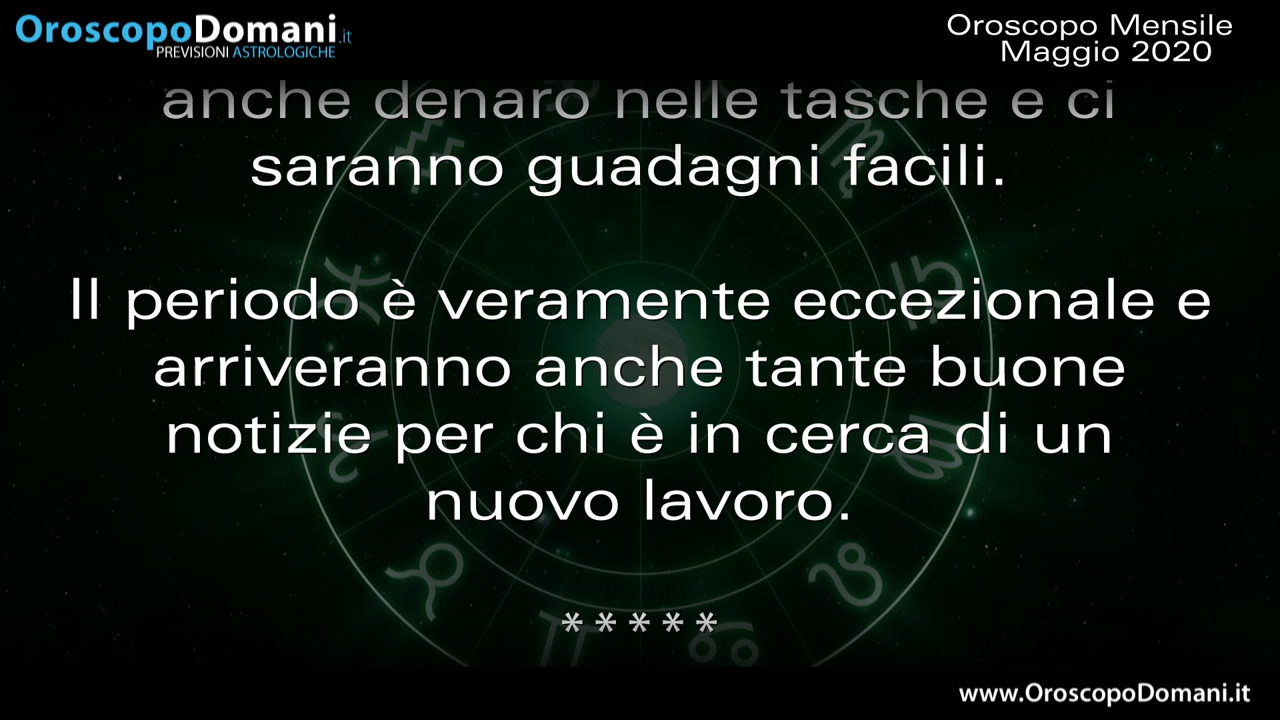 OroscopoDomani.it
PREVISIONI ASTROLOGICHE
Oroscopo Mensile
Maggio 2020
anche denaro nelle tasche e ci
saranno guadagni facili.
Il periodo è veramente eccezionale e
arriveranno anche tante buone
notizie per chi è in cerca di un
nuovo lavoro.
*****
www.OroscopoDomani.it